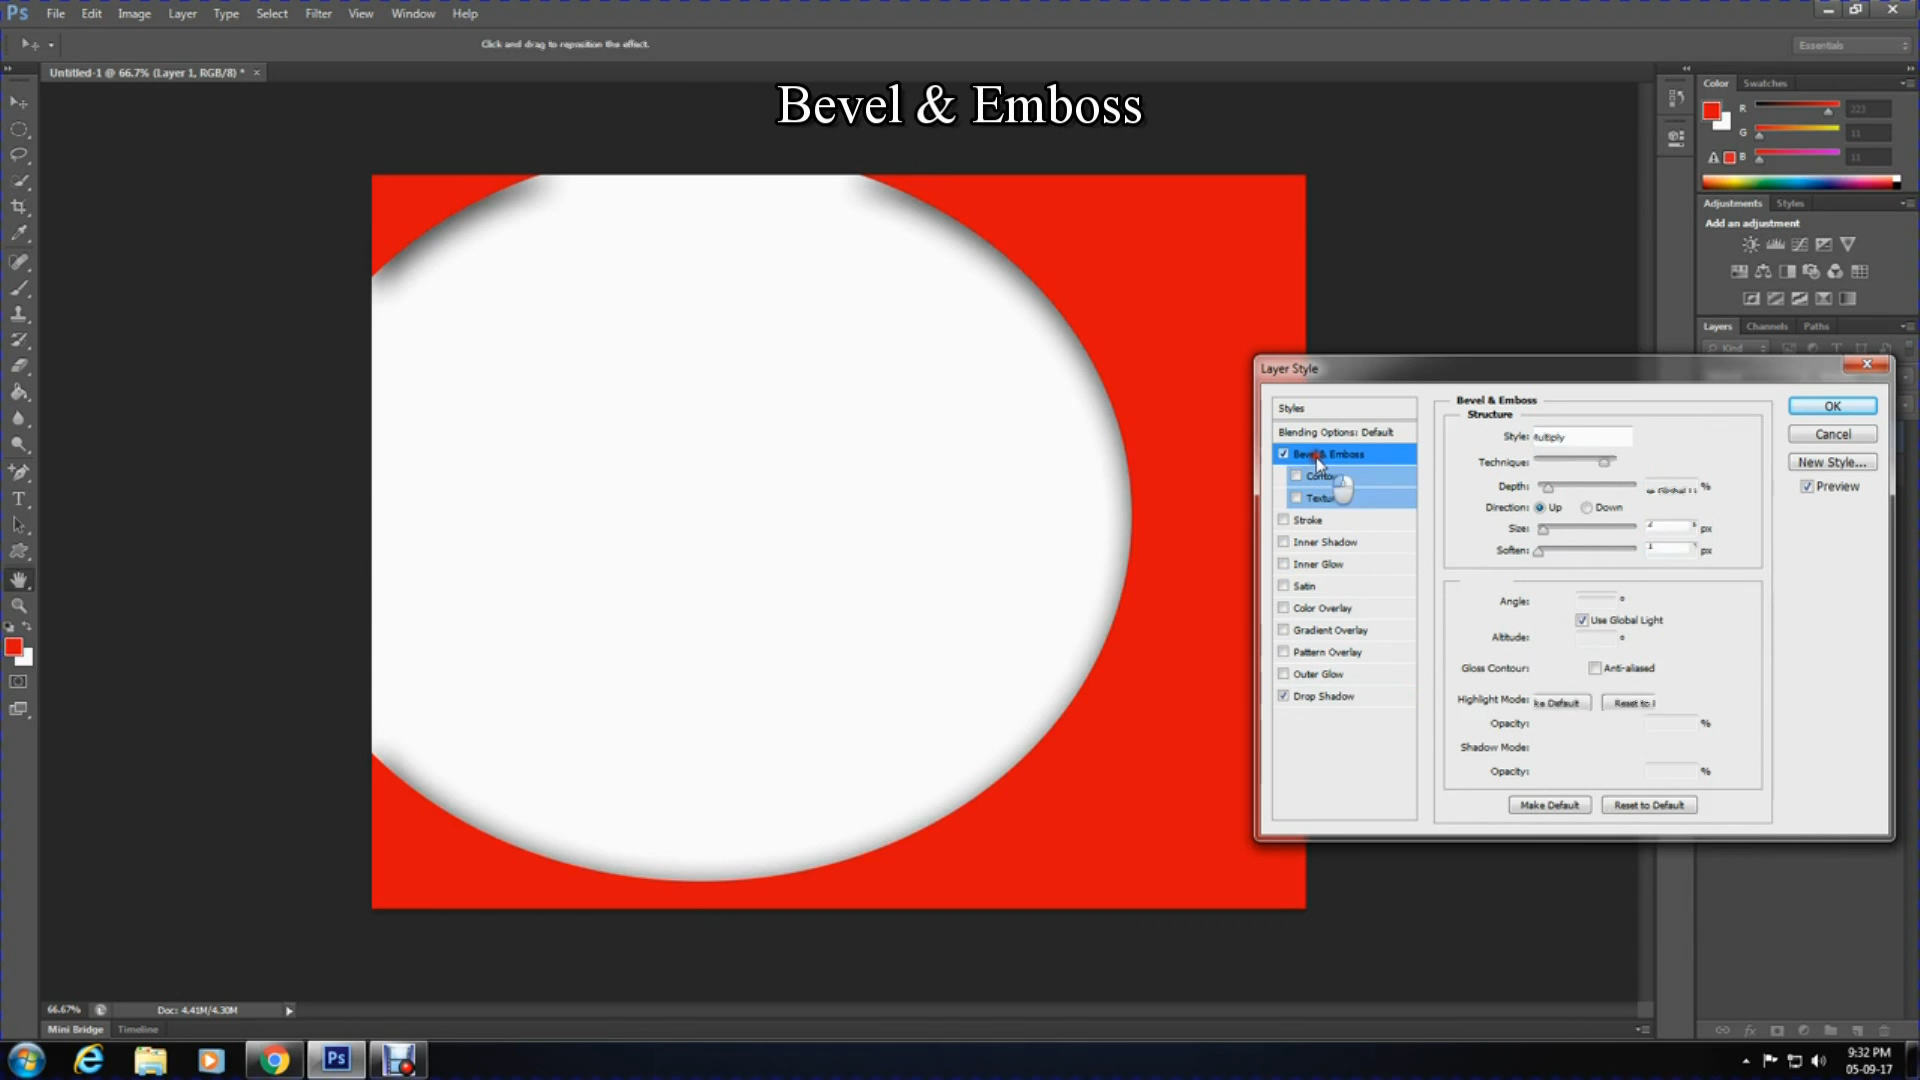 Ps File Edit Image Layer Type Select Filter View Window Help
Click and drag to reposition the effect.
Essentials
Untitled-1 @ 66.7% (Layer 1, RGB/8) * ×
Bevel & Emboss
Color Swatches
R 223
G 11
B 11
Adjustments Styles
Add an adjustment
Layers Channels Paths
Kind
Layer Style
Styles
Blending Options: Default
Bevel & Emboss
Contour
Texture
Stroke
Inner Shadow
Inner Glow
Satin
Color Overlay
Gradient Overlay
Pattern Overlay
Outer Glow
Drop Shadow
Bevel & Emboss
Structure
Style: Multiply
Technique:
Depth: %
Direction: Up Down
Size: px
Soften: px
Angle: °
Use Global Light
Altitude: °
Gloss Contour: Anti-aliased
Highlight Mode: ke Default Reset to
Opacity: %
Shadow Mode:
Opacity: %
Make Default Reset to Default
OK
Cancel
New Style...
Preview
66.67% Doc: 4.41M/4.30M
Mini Bridge Timeline
Ps
9:32 PM
05-09-17